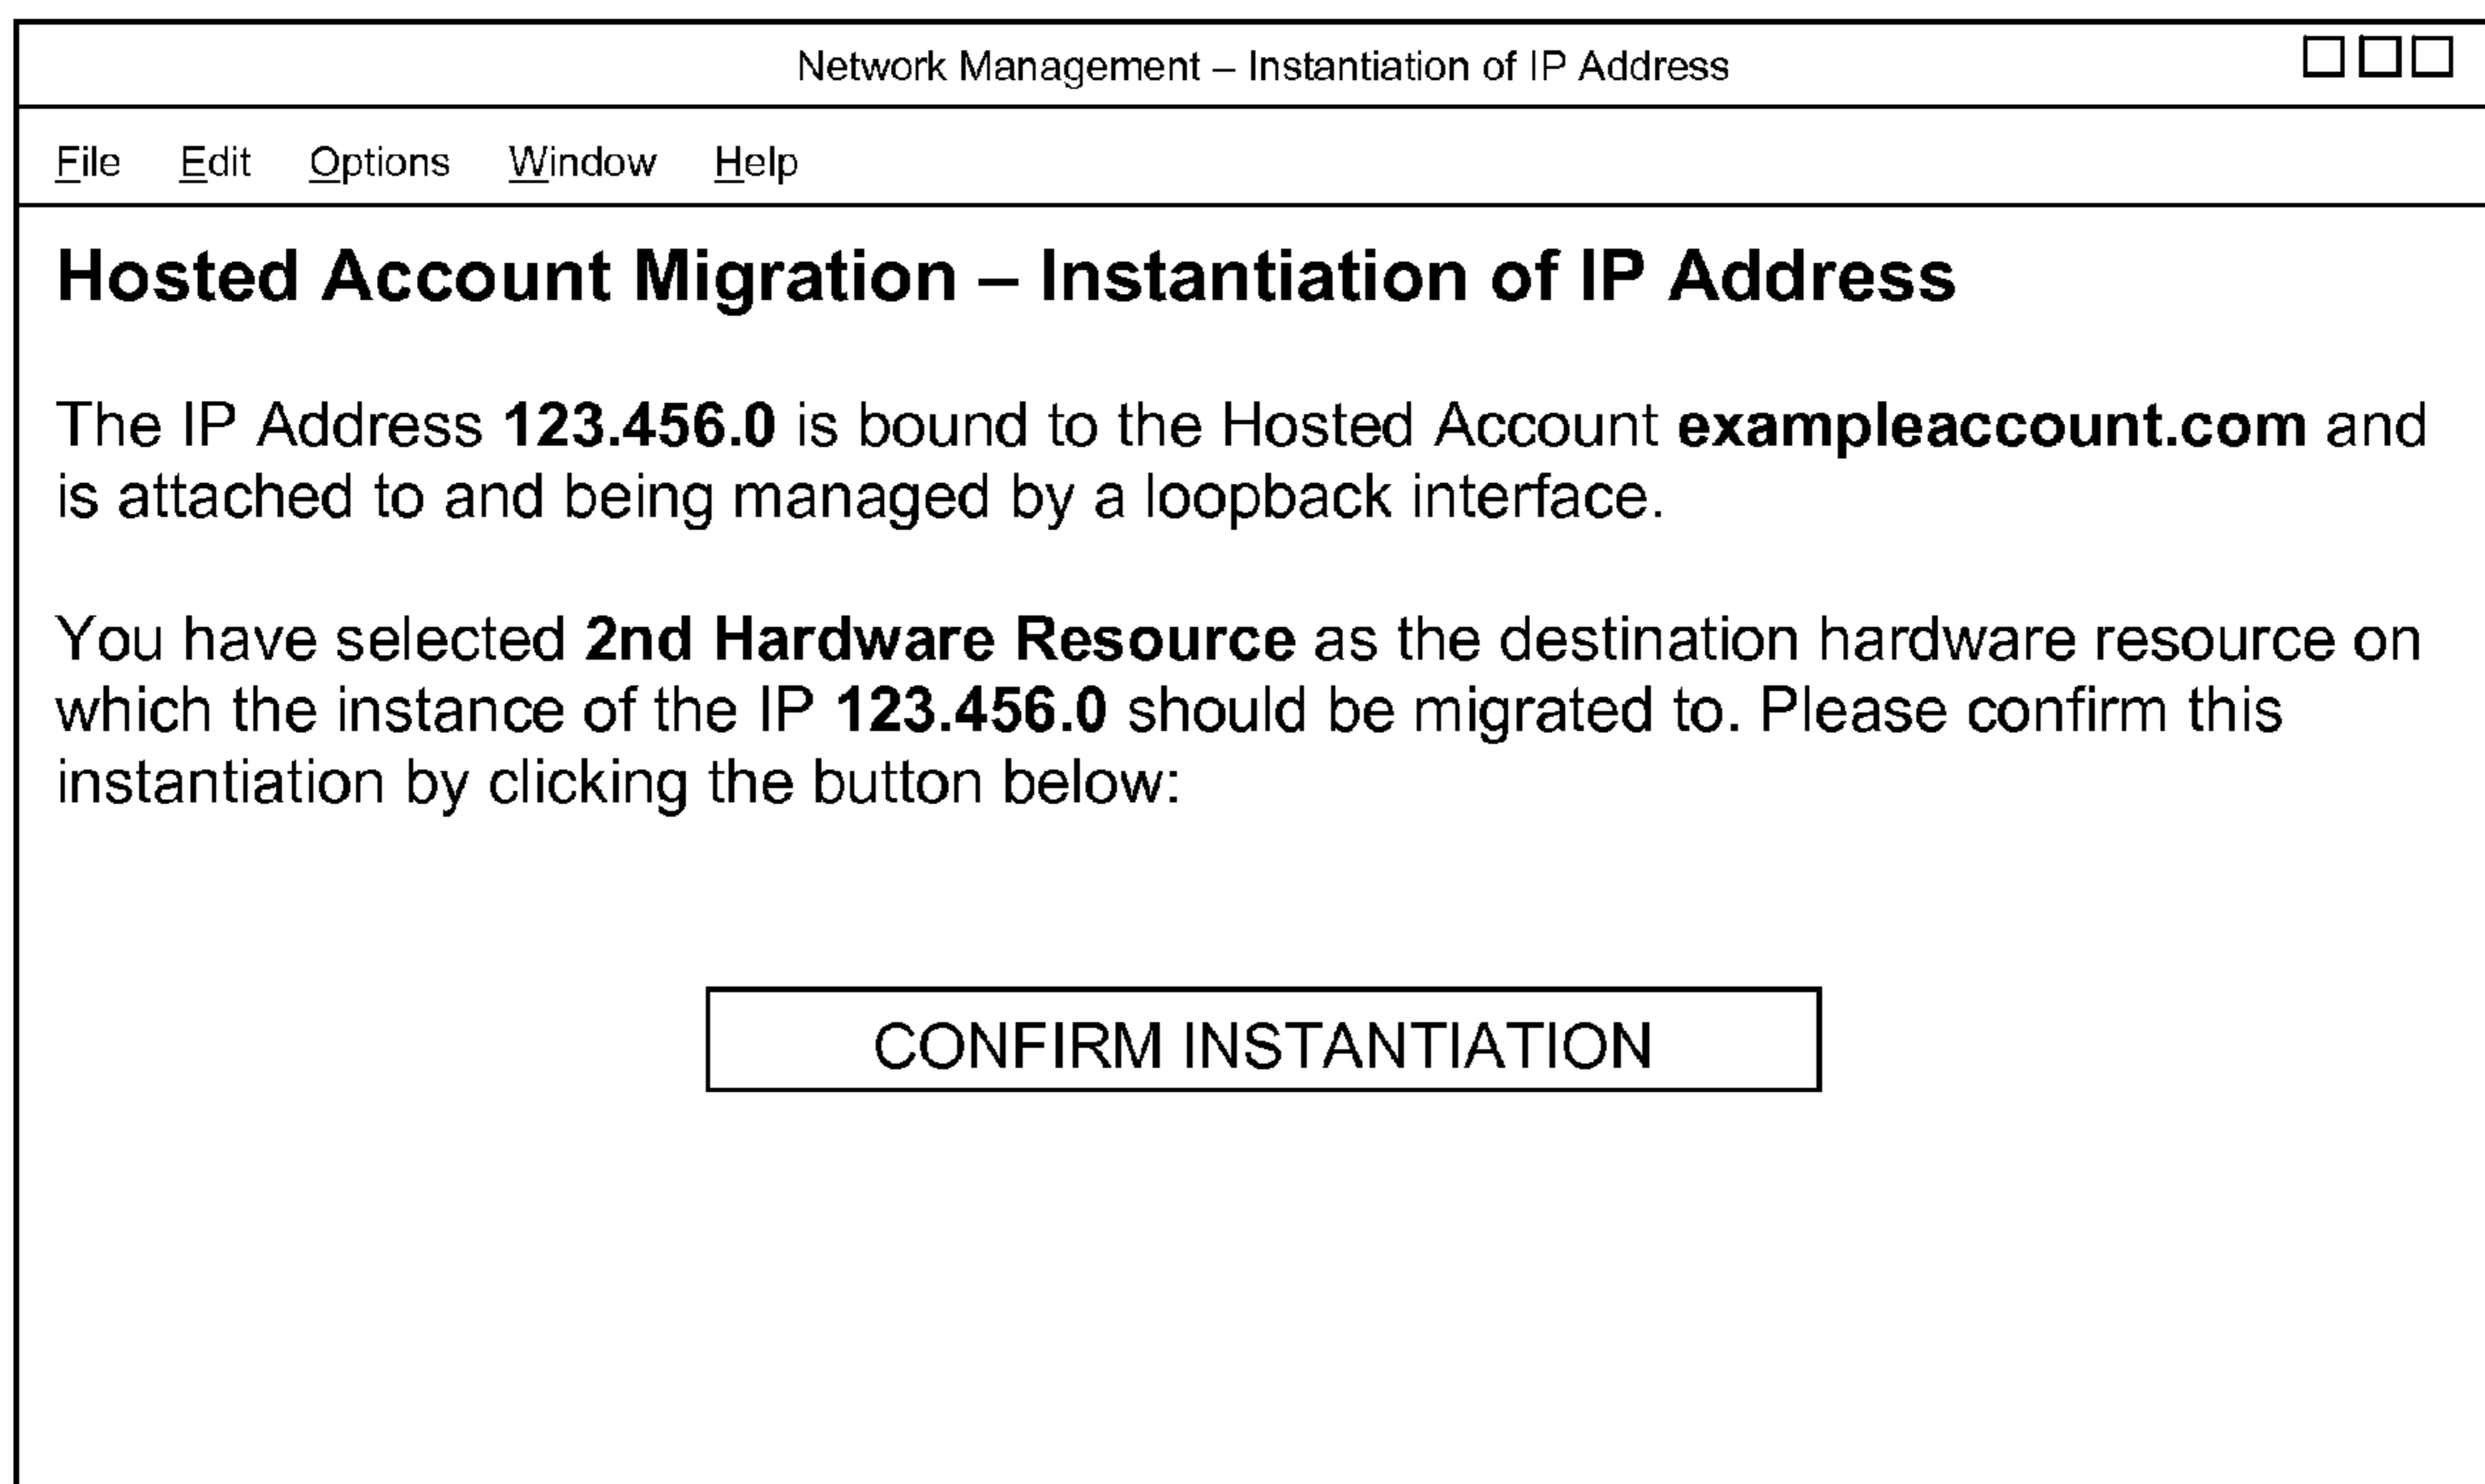 Network Management – Instantiation of IP Address
File Edit Options Window Help
Hosted Account Migration – Instantiation of IP Address
The IP Address 123.456.0 is bound to the Hosted Account exampleaccount.com and
is attached to and being managed by a loopback interface.
You have selected 2nd Hardware Resource as the destination hardware resource on
which the instance of the IP 123.456.0 should be migrated to. Please confirm this
instantiation by clicking the button below:
CONFIRM INSTANTIATION